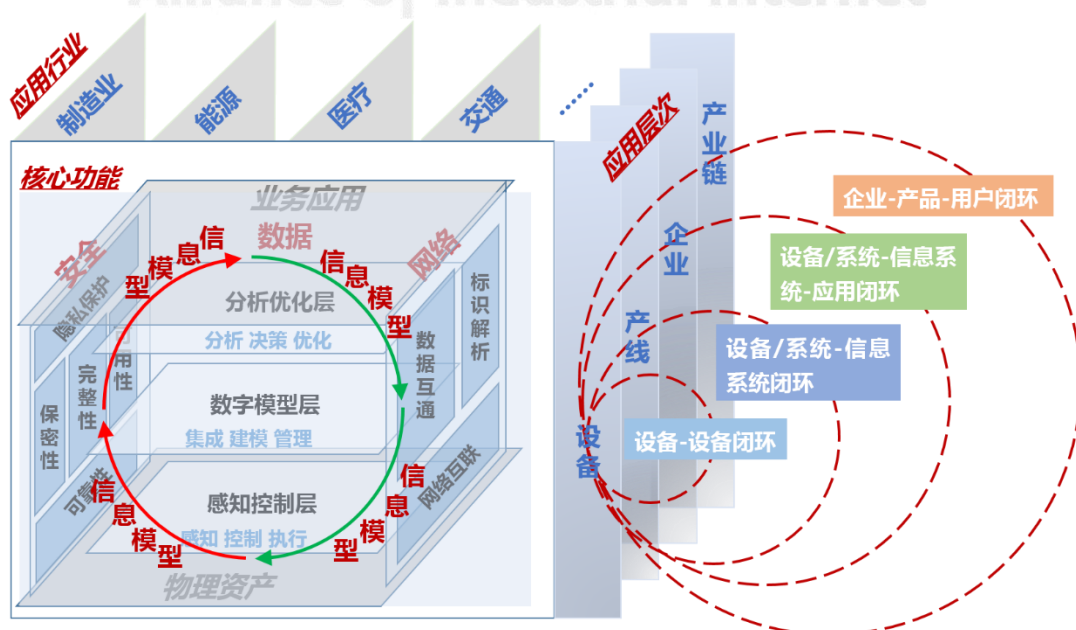 Alliance of Industrial Internet
应用行业
制造业
能源
医疗
交通
······
应用层次
产业链
企业
产线
设备
核心功能
业务应用
安全
数据
网络
信息模型
信息模型
隐私保护
可用性
完整性
保密性
可靠性
分析优化层
分析 决策 优化
数字模型层
集成 建模 管理
感知控制层
感知 控制 执行
标识解析
数据互通
网络互联
信息模型
信息模型
物理资产
企业-产品-用户闭环
设备/系统-信息系
统-应用闭环
设备/系统-信息
系统闭环
设备-设备闭环